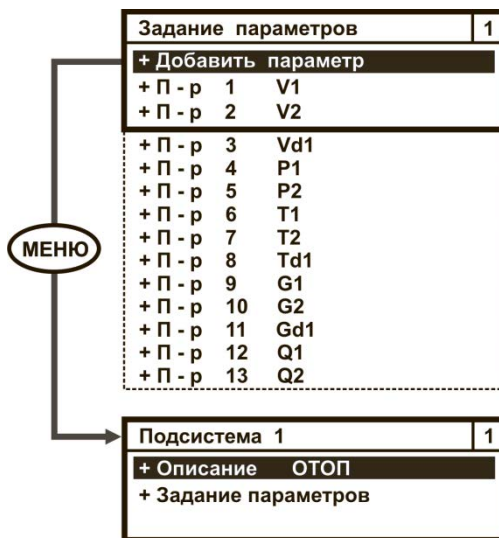 Задание параметров 1
+ Добавить параметр
+ П - р 1 V1
+ П - р 2 V2
+ П - р 3 Vd1
+ П - р 4 P1
+ П - р 5 P2
+ П - р 6 T1
+ П - р 7 T2
+ П - р 8 Td1
+ П - р 9 G1
+ П - р 10 G2
+ П - р 11 Gd1
+ П - р 12 Q1
+ П - р 13 Q2
МЕНЮ
Подсистема 1 1
+ Описание ОТОП
+ Задание параметров